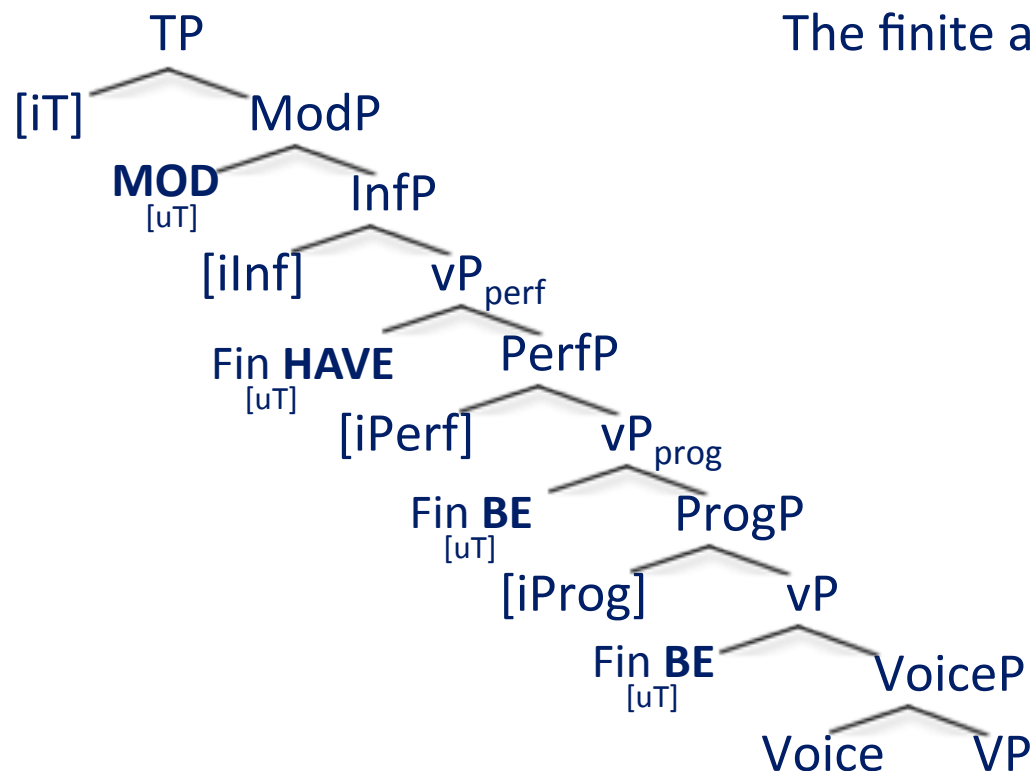 TP
The finite a
[iT]
ModP
MOD
[uT]
InfP
[iInf]
vPperf
Fin HAVE
[uT]
PerfP
[iPerf]
vPprog
Fin BE
[uT]
ProgP
[iProg]
vP
Fin BE
[uT]
VoiceP
Voice
VP